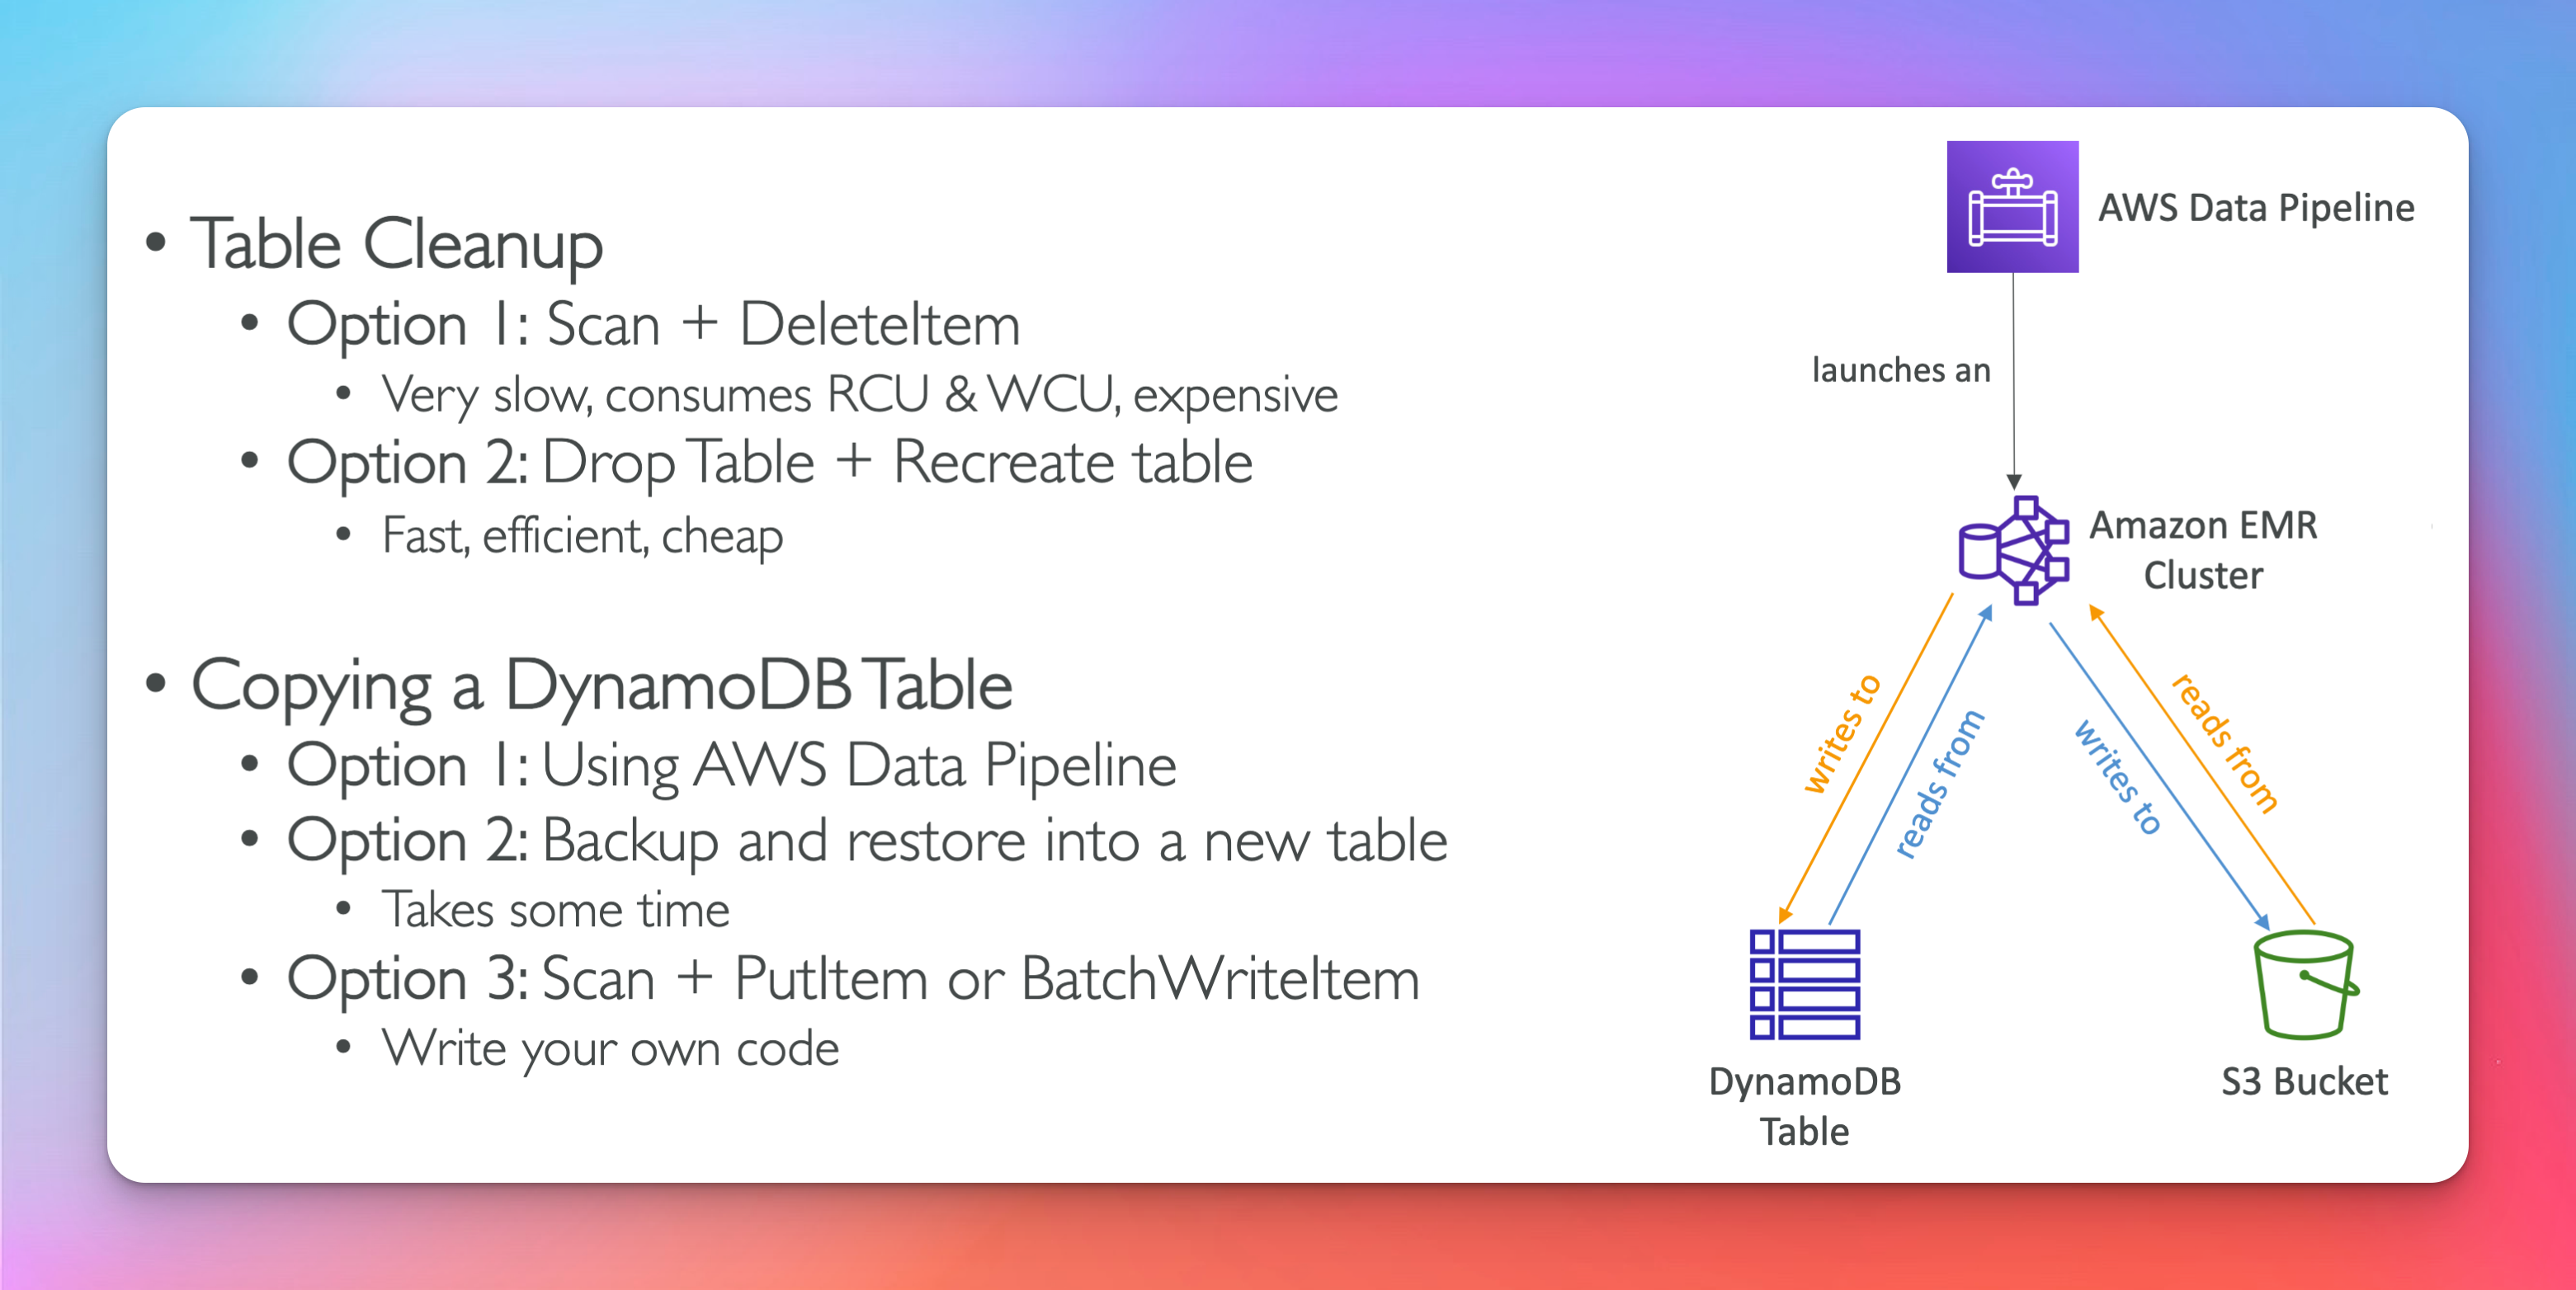 • Table Cleanup
• Option 1: Scan + DeleteItem
• Very slow, consumes RCU & WCU, expensive
• Option 2: Drop Table + Recreate table
• Fast, efficient, cheap
• Copying a DynamoDB Table
• Option 1: Using AWS Data Pipeline
• Option 2: Backup and restore into a new table
• Takes some time
• Option 3: Scan + PutItem or BatchWriteItem
• Write your own code
AWS Data Pipeline
launches an
Amazon EMR
Cluster
writes to
reads from
writes to
reads from
DynamoDB
Table
S3 Bucket